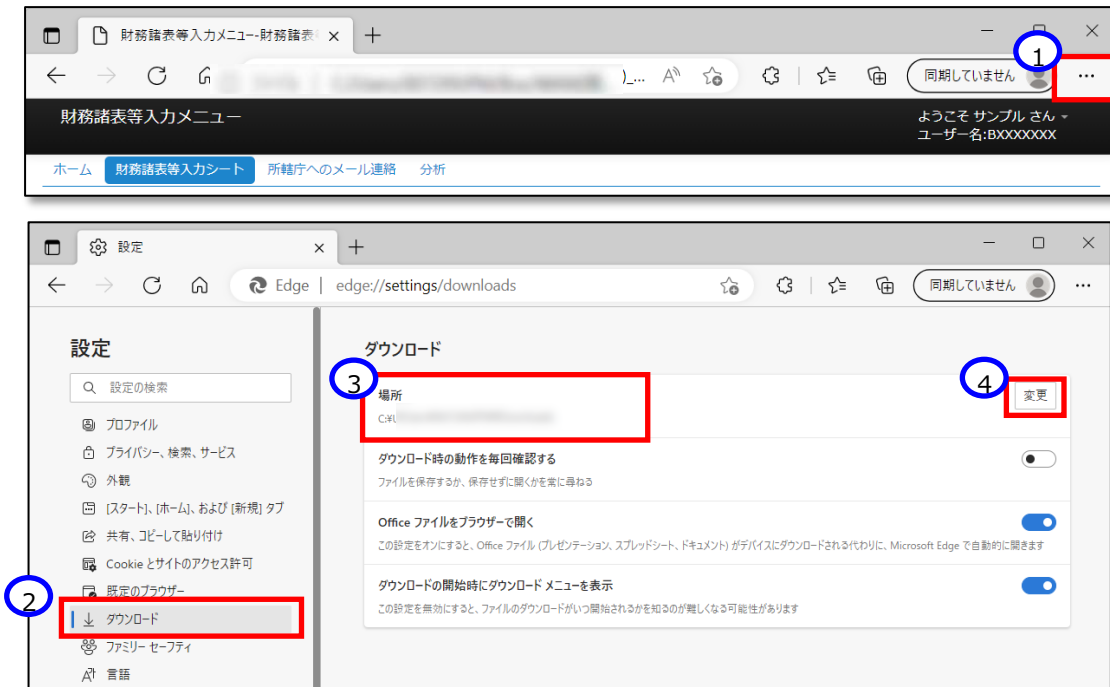 財務諸表等入力メニュー-財務諸表
1
同期していません
財務諸表等入力メニュー
ようこそ サンプル さん
ユーザー名:BXXXXXXX
ホーム 財務諸表等入力シート 所轄庁へのメール連絡 分析
設定
Edge | edge://settings/downloads
同期していません
設定
設定の検索
プロファイル
プライバシー、検索、サービス
外観
[スタート]、[ホーム]、および [新規] タブ
共有、コピーして貼り付け
Cookie とサイトのアクセス許可
既定のブラウザー
2
ダウンロード
ファミリー セーフティ
言語
ダウンロード
3
場所
C:¥U
4
変更
ダウンロード時の動作を毎回確認する
ファイルを保存するか、保存せずに開くかを常に尋ねる
Office ファイルをブラウザーで開く
この設定をオンにすると、Office ファイル (プレゼンテーション、スプレッドシート、ドキュメント) がデバイスにダウンロードされる代わりに、Microsoft Edge で自動的に開きます
ダウンロードの開始時にダウンロード メニューを表示
この設定を無効にすると、ファイルのダウンロードがいつ開始されるかを知るのが難しくなる可能性があります